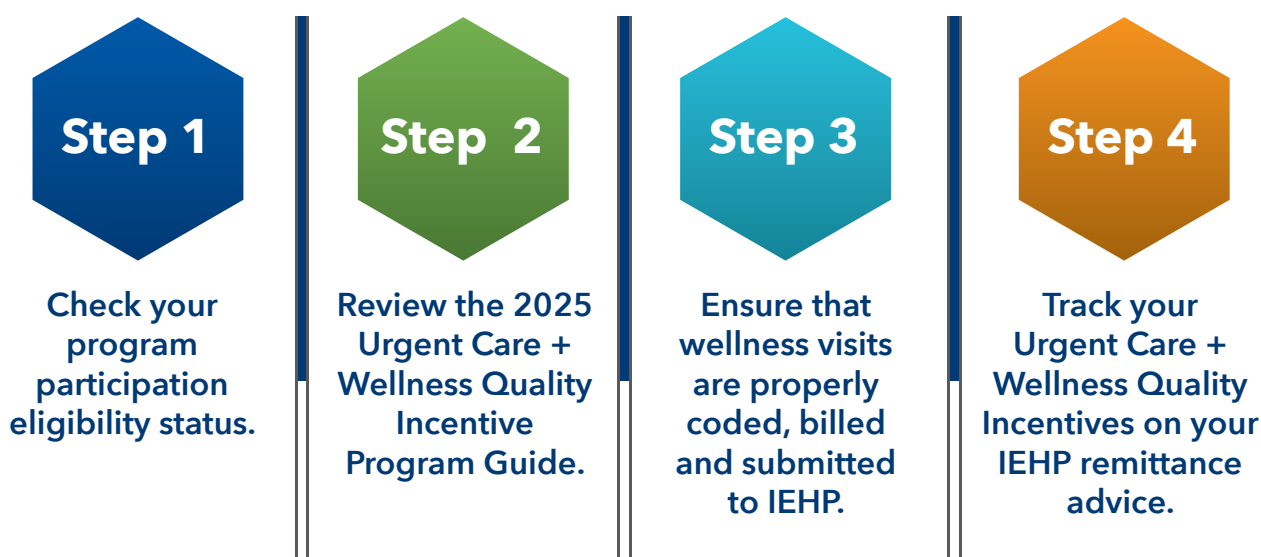 Step 1
Check your
program
participation
eligibility status.
Step 2
Review the 2025
Urgent Care +
Wellness Quality
Incentive
Program Guide.
Step 3
Ensure that
wellness visits
are properly
coded, billed
and submitted
to IEHP.
Step 4
Track your
Urgent Care +
Wellness Quality
Incentives on your
IEHP remittance
advice.